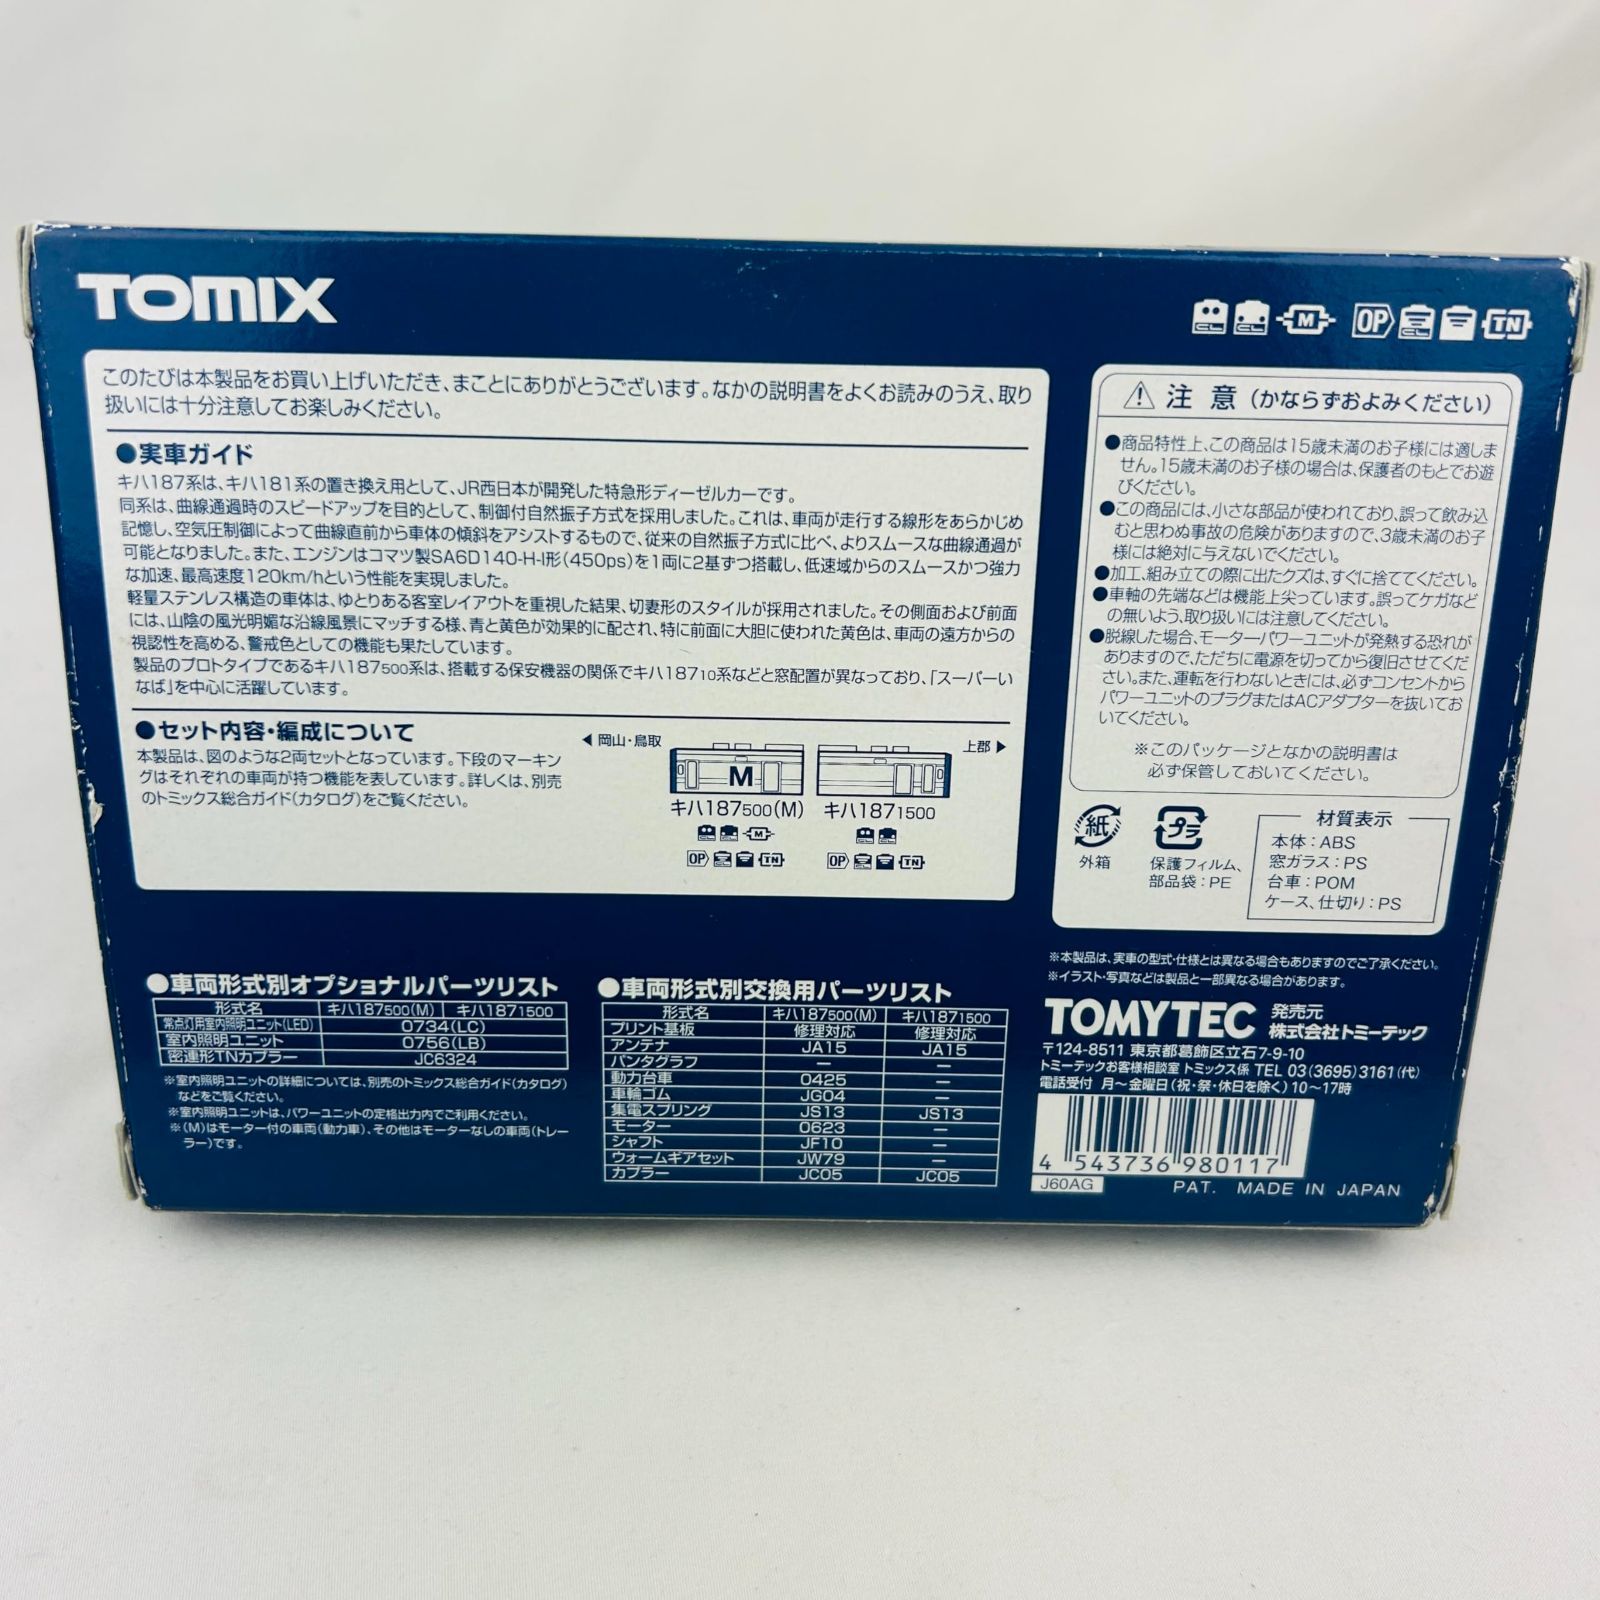 TOMIX
CL CL M OP CL TN
このたびは本製品をお買い上げいただき、まことにありがとうございます。なかの説明書をよくお読みのうえ、取り
扱いには十分注意してお楽しみください。
●実車ガイド
キハ187系は、キハ181系の置き換え用として、JR西日本が開発した特急形ディーゼルカーです。
同系は、曲線通過時のスピードアップを目的として、制御付自然振子方式を採用しました。これは、車両が走行する線形をあらかじめ
記憶し、空気圧制御によって曲線直前から車体の傾斜をアシストするもので、従来の自然振子方式に比べ、よりスムースな曲線通過が
可能となりました。また、エンジンはコマツ製SA6D140-H-I形(450ps)を1両に2基ずつ搭載し、低速域からのスムースかつ強力
な加速、最高速度120km/hという性能を実現しました。
軽量ステンレス構造の車体は、ゆとりある客室レイアウトを重視した結果、切妻形のスタイルが採用されました。その側面および前面
には、山陰の風光明媚な沿線風景にマッチする様、青と黄色が効果的に配され、特に前面に大胆に使われた黄色は、車両の遠方からの
視認性を高める、警戒色としての機能も果たしています。
製品のプロトタイプであるキハ187500系は、搭載する保安機器の関係でキハ18710系などと窓配置が異なっており、「スーパーい
なば」を中心に活躍しています。
●セット内容・編成について
本製品は、図のような2両セットとなっています。下段のマーキン
グはそれぞれの車両が持つ機能を表しています。詳しくは、別売
のトミックス総合ガイド(カタログ)をご覧ください。
◀岡山・鳥取 上郡▶
M
キハ187500(M) キハ1871500
M
OP CL TN OP CL TN
⚠ 注 意 (かならずおよみください)
●商品特性上、この商品は15歳未満のお子様には適しま
せん。15歳未満のお子様の場合は、保護者のもとでお遊
びください。
●この商品には、小さな部品が使われており、誤って飲み込
むと思わぬ事故の危険がありますので、3歳未満のお子
様には絶対に与えないでください。
●加工、組み立ての際に出たクズは、すぐに捨ててください。
●車軸の先端などは機能上尖っています。誤ってケガなど
の無いよう、取り扱いには注意してください。
●脱線した場合、モーターパワーユニットが発熱する恐れが
ありますので、ただちに電源を切ってから復旧させてくだ
さい。また、運転を行わないときには、必ずコンセントから
パワーユニットのプラグまたはACアダプターを抜いてお
いてください。
※このパッケージとなかの説明書は
必ず保管しておいてください。
紙
外箱
プラ
保護フィルム、
部品袋:PE
材質表示
本体:ABS
窓ガラス:PS
台車:POM
ケース、仕切り:PS
●車両形式別オプショナルパーツリスト
形式名 キハ187500(M) キハ1871500
常点灯用室内照明ユニット(LED) 0734(LC)
室内照明ユニット 0756(LB)
密連形TNカプラー JC6324
※室内照明ユニットの詳細については、別売のトミックス総合ガイド(カタログ)
などをご覧ください。
※室内照明ユニットは、パワーユニットの定格出力内でご利用ください。
※(M)はモーター付の車両(動力車)、その他はモーターなしの車両(トレー
ラー)です。
●車両形式別交換用パーツリスト
形式名 キハ187500(M) キハ1871500
プリント基板 修理対応 修理対応
アンテナ JA15 JA15
パンタグラフ — —
動力台車 0425 —
車輪ゴム JG04 —
集電スプリング JS13 JS13
モーター 0623 —
シャフト JF10 —
ウォームギアセット JW79 —
カプラー JC05 JC05
※本製品は、実車の型式・仕様とは異なる場合もありますのでご了承ください。
※イラスト・写真などは製品と一部異なる場合があります。
TOMYTEC 発売元
株式会社トミーテック
〒124-8511 東京都葛飾区立石7-9-10
トミーテックお客様相談室 トミックス係 TEL 03(3695)3161(代)
電話受付 月〜金曜日(祝・祭・休日を除く)10〜17時
4 543736 980117
J60AG
PAT. MADE IN JAPAN